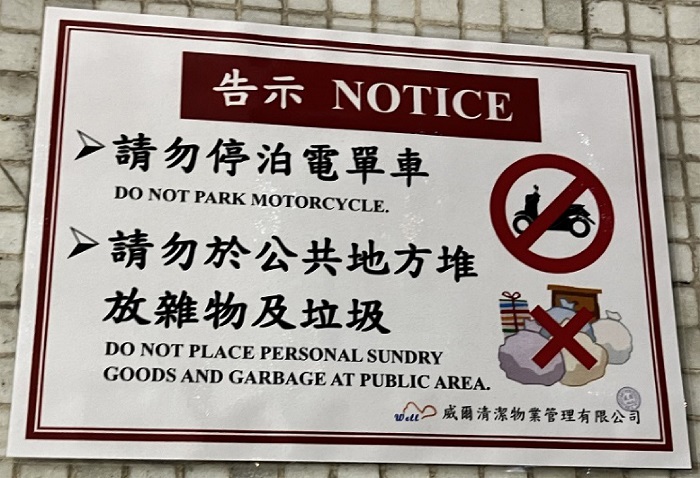 告示 NOTICE
➢請勿停泊電單車
DO NOT PARK MOTORCYCLE.
➢請勿於公共地方堆
放雜物及垃圾
DO NOT PLACE PERSONAL SUNDRY
GOODS AND GARBAGE AT PUBLIC AREA.
Well 威爾清潔物業管理有限公司